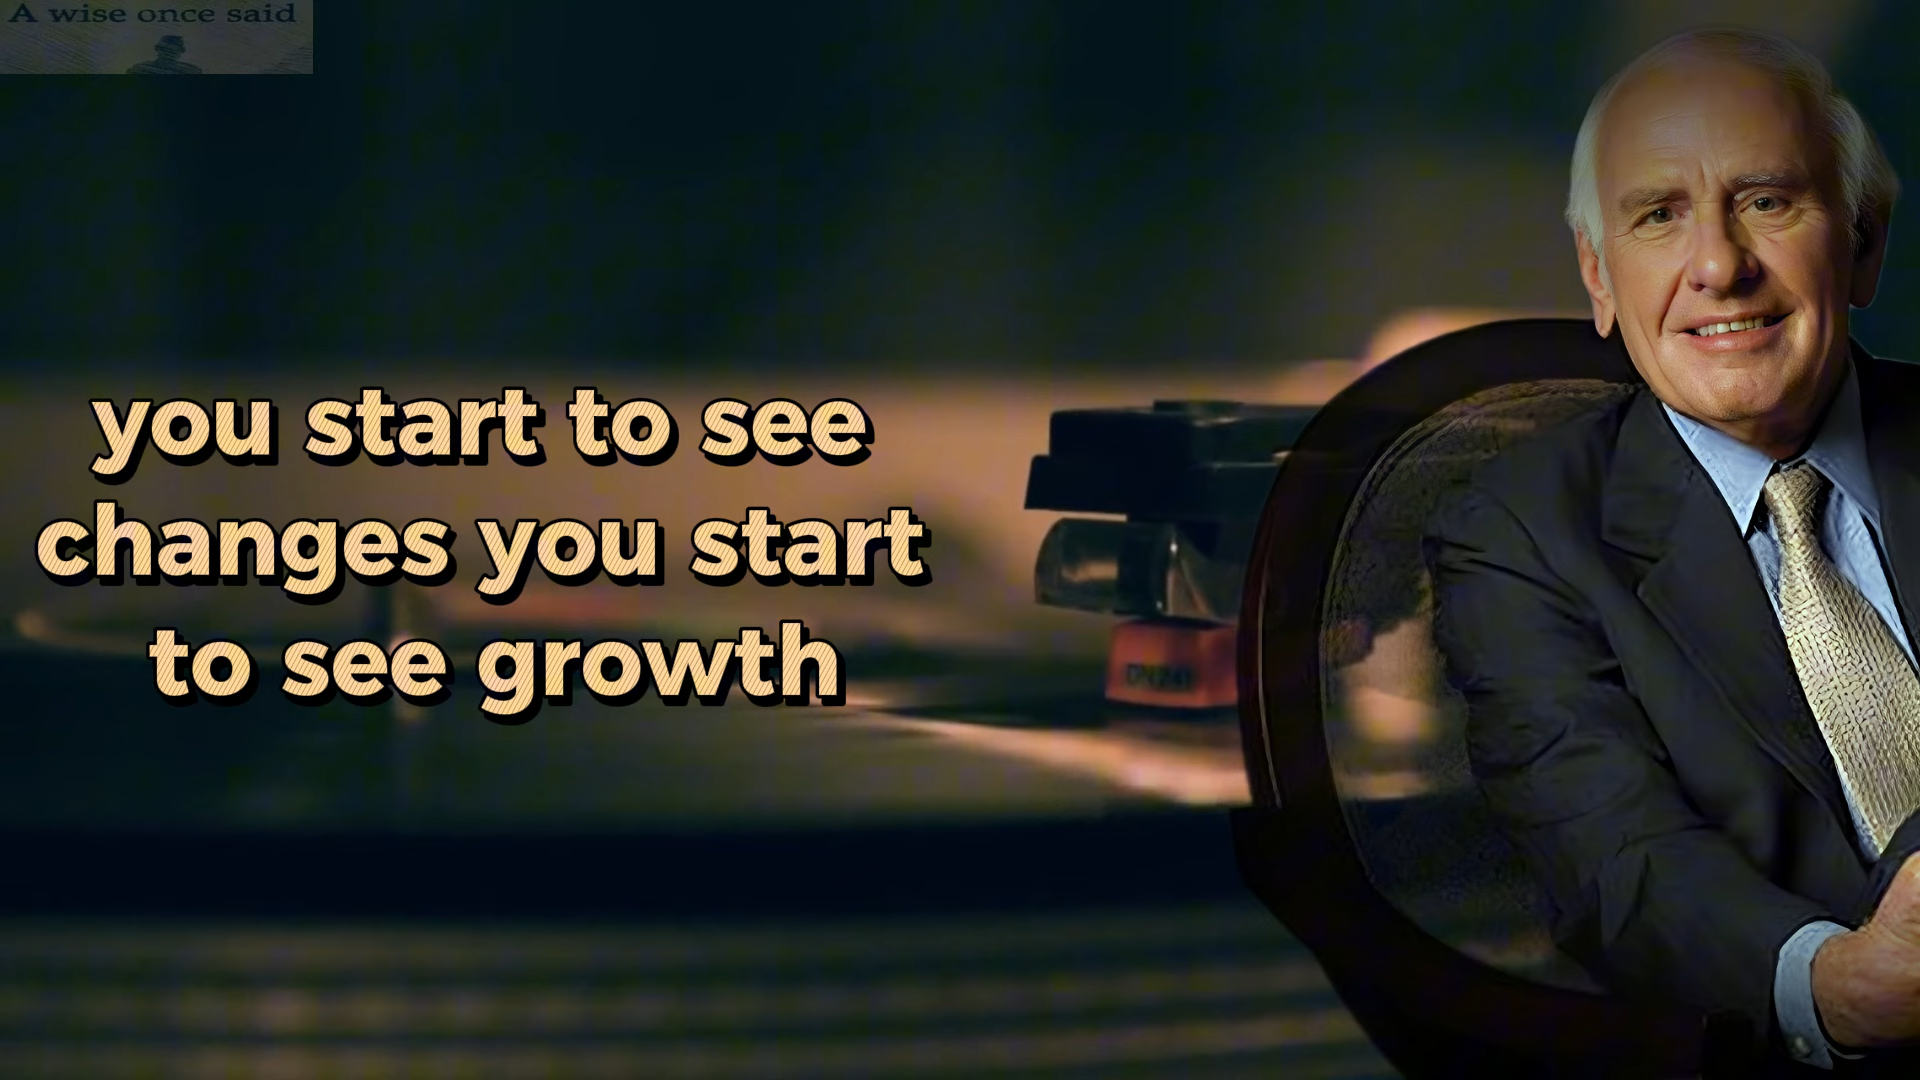 A wise once said
you start to see
changes you start
to see growth